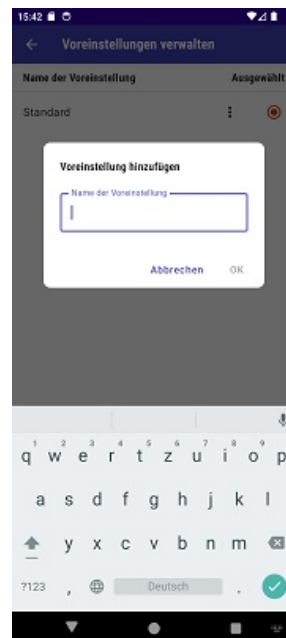 15:42
Voreinstellungen verwalten
Name der Voreinstellung Ausgewählt
Standard
Voreinstellung hinzufügen
Name der Voreinstellung
Abbrechen OK
1 2 3 4 5 6 7 8 9 0
q w e r t z u i o p
a s d f g h j k l
y x c v b n m
?123 , Deutsch .